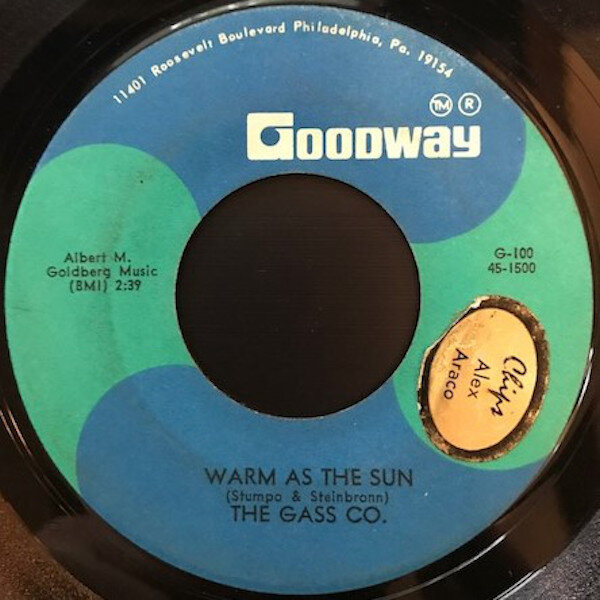 11401 Roosevelt Boulevard Philadelphia, Pa. 19154
TM R
GOODWAY
Albert M.
Goldberg Music
(BMI) 2:39
G-100
45-1500
Chips
Alex
Araco
WARM AS THE SUN
(Stumpo & Steinbronn)
THE GASS CO.